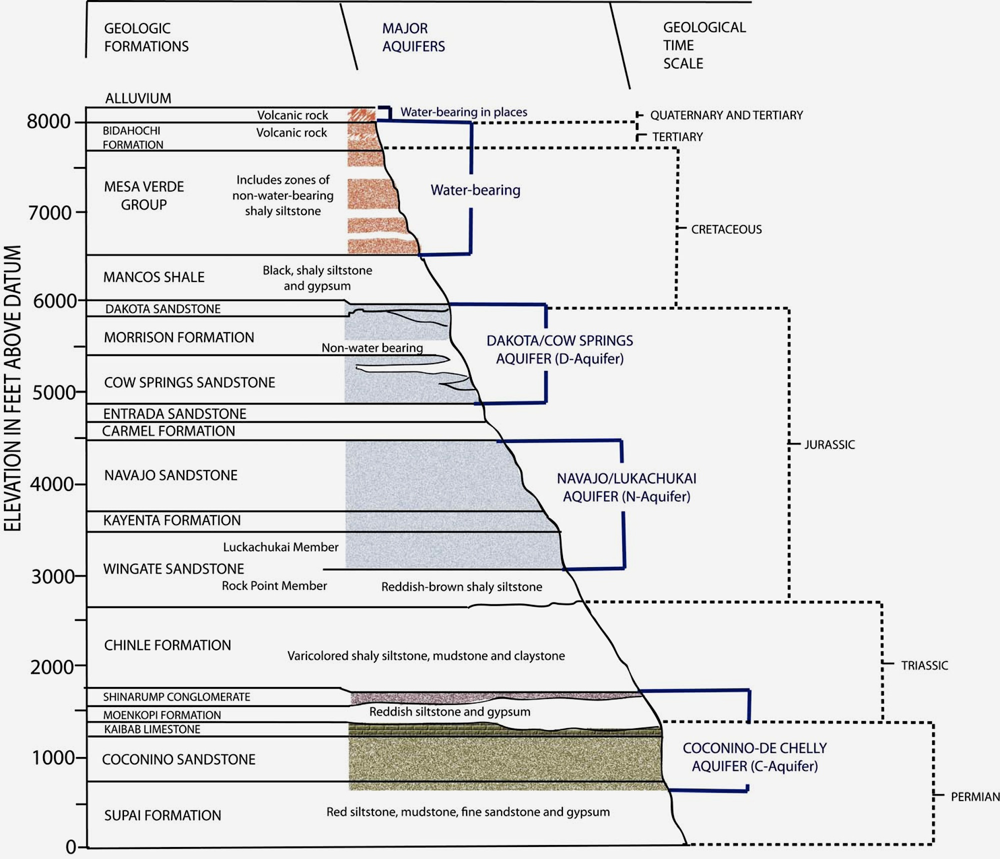 GEOLOGIC
FORMATIONS
MAJOR
AQUIFERS
GEOLOGICAL
TIME
SCALE
ELEVATION IN FEET ABOVE DATUM
ALLUVIUM
Volcanic rock
Water-bearing in places
QUATERNARY AND TERTIARY
8000
BIDAHOCHI
FORMATION
Volcanic rock
TERTIARY
MESA VERDE
GROUP
Includes zones of
non-water-bearing
shaly siltstone
Water-bearing
7000
CRETACEOUS
MANCOS SHALE
Black, shaly siltstone
and gypsum
6000
DAKOTA SANDSTONE
MORRISON FORMATION
Non-water bearing
DAKOTA/COW SPRINGS
AQUIFER (D-Aquifer)
COW SPRINGS SANDSTONE
5000
ENTRADA SANDSTONE
CARMEL FORMATION
JURASSIC
NAVAJO SANDSTONE
NAVAJO/LUKACHUKAI
AQUIFER (N-Aquifer)
4000
KAYENTA FORMATION
Luckachukai Member
WINGATE SANDSTONE
3000
Rock Point Member
Reddish-brown shaly siltstone
CHINLE FORMATION
Varicolored shaly siltstone, mudstone and claystone
2000
TRIASSIC
SHINARUMP CONGLOMERATE
MOENKOPI FORMATION
Reddish siltstone and gypsum
KAIBAB LIMESTONE
1000
COCONINO SANDSTONE
COCONINO-DE CHELLY
AQUIFER (C-Aquifer)
PERMIAN
SUPAI FORMATION
Red siltstone, mudstone, fine sandstone and gypsum
0